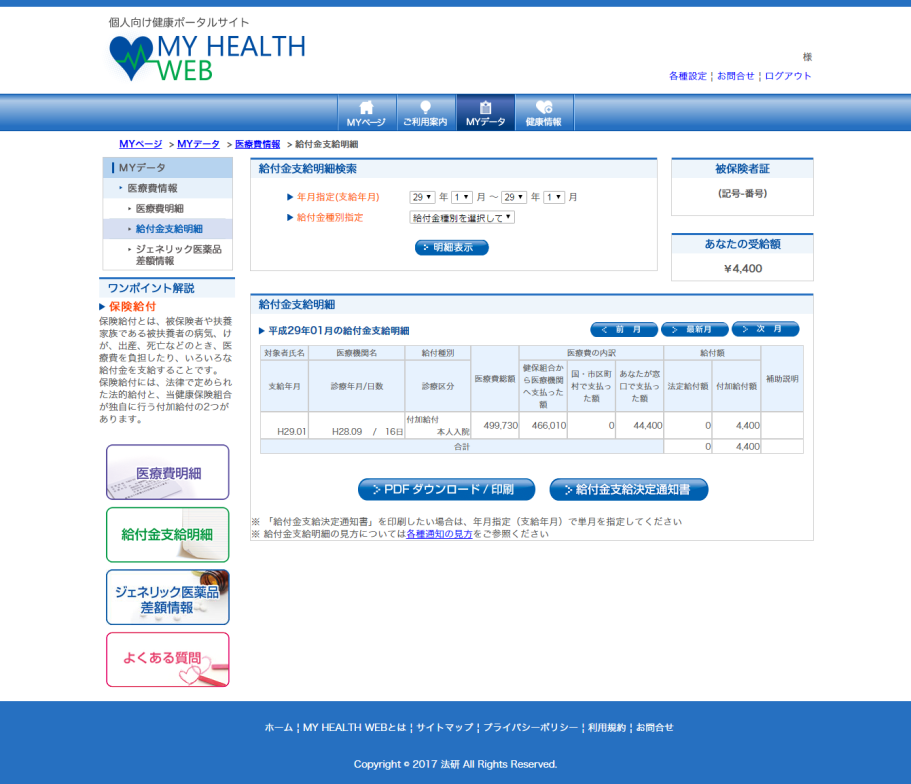 個人向け健康ポータルサイト
MY HEALTH
WEB
様
各種設定 ¦ お問合せ ¦ ログアウト
MYページ ご利用案内 MYデータ 健康情報
MYページ > MYデータ > 医療費情報 > 給付金支給明細
MYデータ
医療費情報
医療費明細
給付金支給明細
ジェネリック医薬品
差額情報
ワンポイント解説
保険給付
保険給付とは、被保険者や扶養
家族である被扶養者の病気、け
が、出産、死亡などのとき、医
療費を負担したり、いろいろな
給付金を支給することです。
保険給付には、法律で定められ
た法的給付と、当健康保険組合
が独自に行う付加給付の2つが
あります。
医療費明細
給付金支給明細
ジェネリック医薬品
差額情報
よくある質問
給付金支給明細検索
年月指定(支給年月) 29 年 1 月 ～ 29 年 1 月
給付金種別指定 給付金種別を選択して
明細表示
被保険者証
(記号-番号)
あなたの受給額
¥4,400
給付金支給明細
平成29年01月の給付金支給明細
前 月 最新月 次 月
対象者氏名 医療機関名 給付種別 医療費総額 医療費の内訳 給付額 補助説明
支給年月 診療年月/日数 診療区分 健保組合か
ら医療機関
へ支払った
額 国・市区町
村で支払っ
た額 あなたが窓
口で支払っ
た額 法定給付額 付加給付額
付加給付
H29.01 H28.09 / 16日 本人入院 499,730 466,010 0 44,400 0 4,400
合計 0 4,400
PDF ダウンロード / 印刷 給付金支給決定通知書
※ 「給付金支給決定通知書」を印刷したい場合は、年月指定（支給年月）で単月を指定してください
※ 給付金支給明細の見方については各種通知の見方をご参照ください
ホーム ¦ MY HEALTH WEBとは ¦ サイトマップ ¦ プライバシーポリシー ¦ 利用規約 ¦ お問合せ
Copyright © 2017 法研 All Rights Reserved.